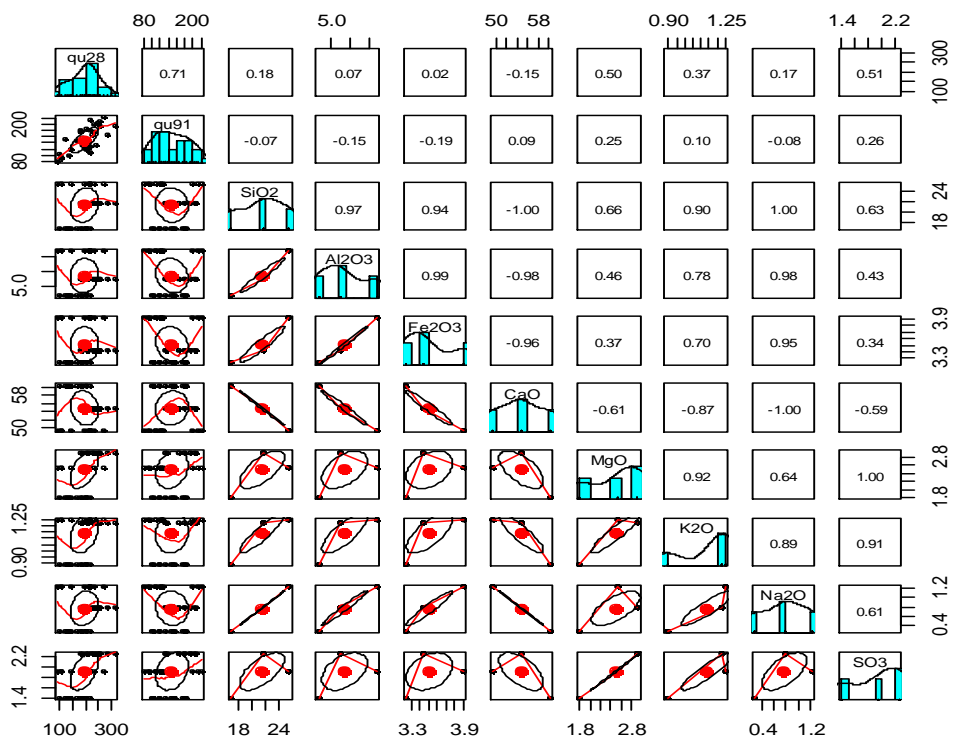 80 200 5.0 50 58 0.90 1.25 1.4 2.2
qu28 0.71 0.18 0.07 0.02 -0.15 0.50 0.37 0.17 0.51 100 300
80 200 qu91 -0.07 -0.15 -0.19 0.09 0.25 0.10 -0.08 0.26
SiO2 0.97 0.94 -1.00 0.66 0.90 1.00 0.63 18 24
5.0 Al2O3 0.99 -0.98 0.46 0.78 0.98 0.43
Fe2O3 -0.96 0.37 0.70 0.95 0.34 3.3 3.9
50 58 CaO -0.61 -0.87 -1.00 -0.59
MgO 0.92 0.64 1.00 1.8 2.8
0.90 1.25 K2O 0.89 0.91
Na2O 0.61 0.4 1.2
1.4 2.2 SO3
100 300 18 24 3.3 3.9 1.8 2.8 0.4 1.2